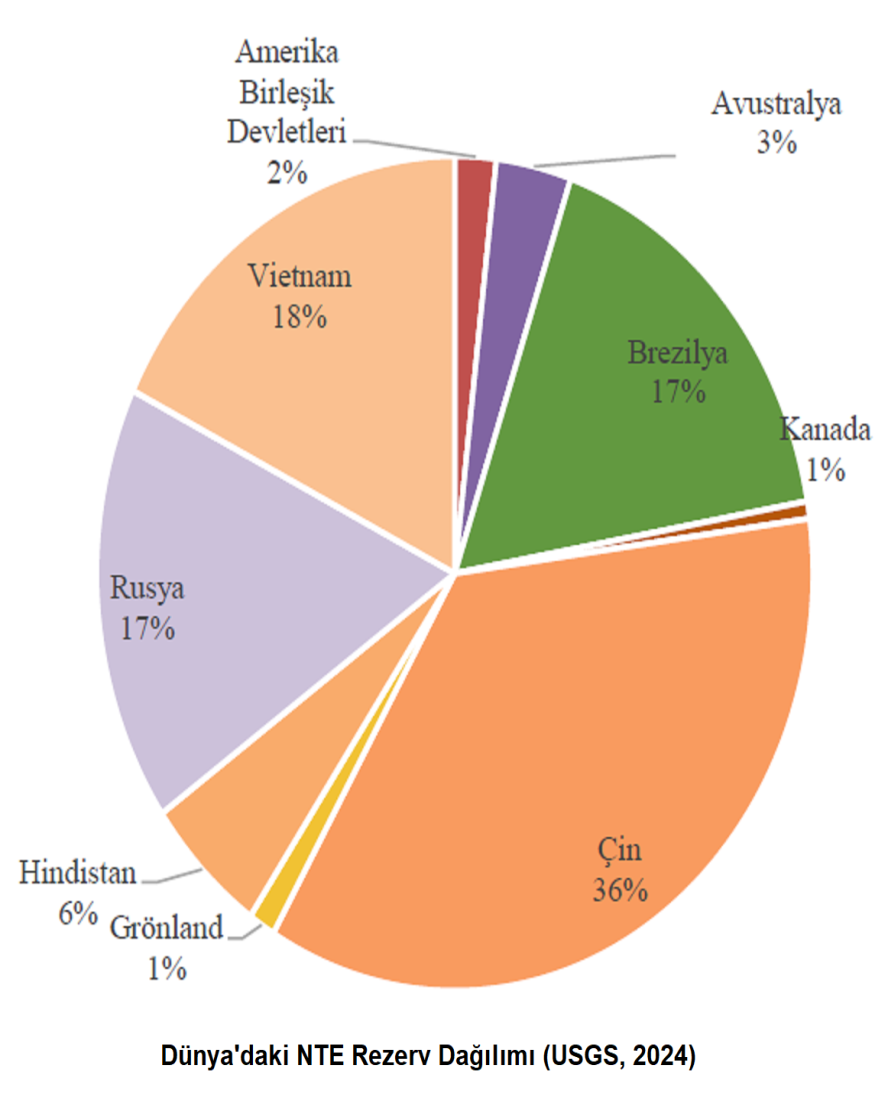 Amerika
Birleşik
Devletleri
2%
Avustralya
3%
Vietnam
18%
Brezilya
17%
Kanada
1%
Rusya
17%
Çin
36%
Hindistan
6%
Grönland
1%
Dünya'daki NTE Rezerv Dağılımı (USGS, 2024)